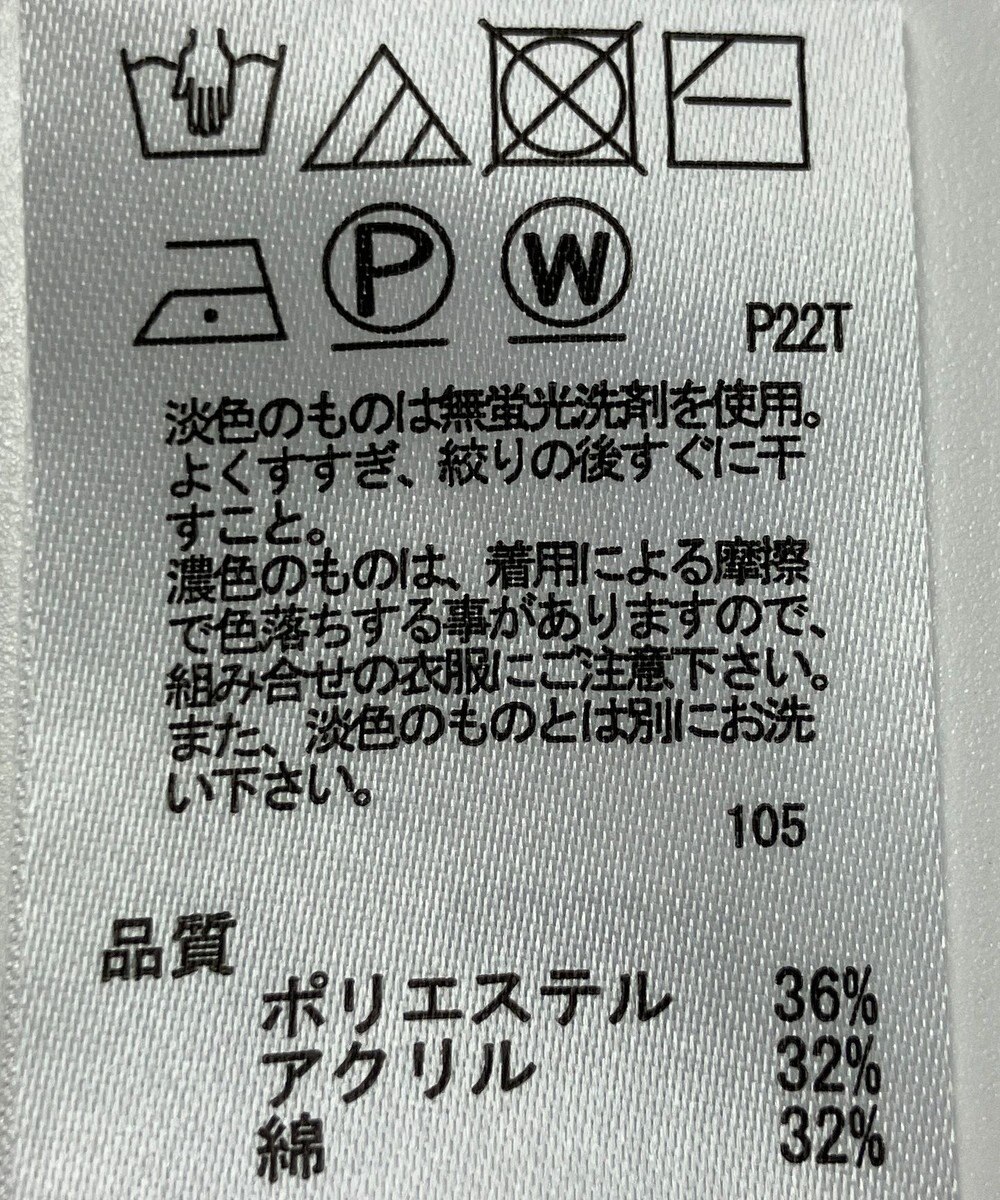 P W
P22T
淡色のものは無蛍光洗剤を使用。
よくすすぎ、絞りの後すぐに干
すこと。
濃色のものは、着用による摩擦
で色落ちする事がありますので、
組み合せの衣服にご注意下さい。
また、淡色のものとは別にお洗
い下さい。
105
品質
ポリエステル 36%
アクリル 32%
綿 32%